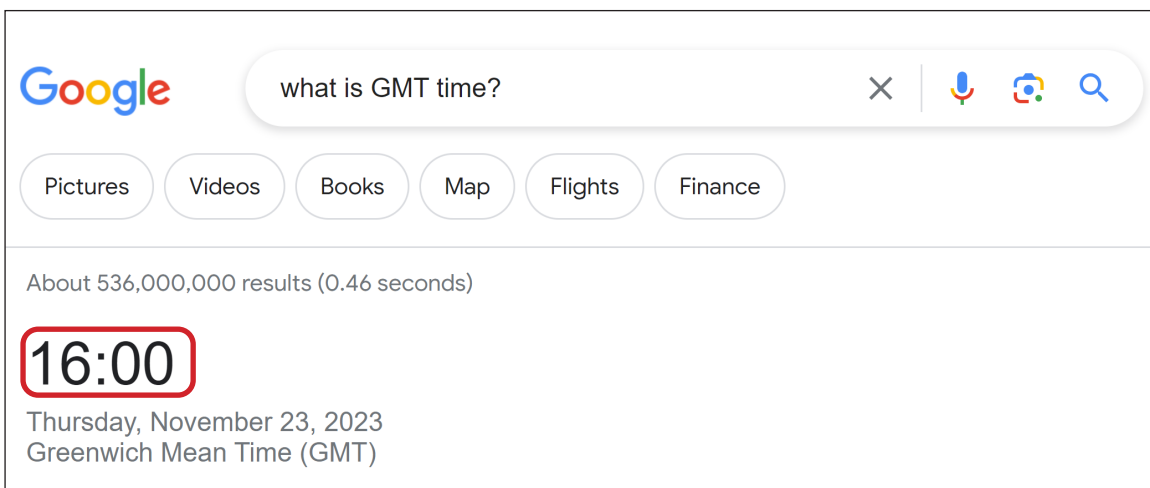 Google
what is GMT time?
Pictures Videos Books Map Flights Finance
About 536,000,000 results (0.46 seconds)
16:00
Thursday, November 23, 2023
Greenwich Mean Time (GMT)